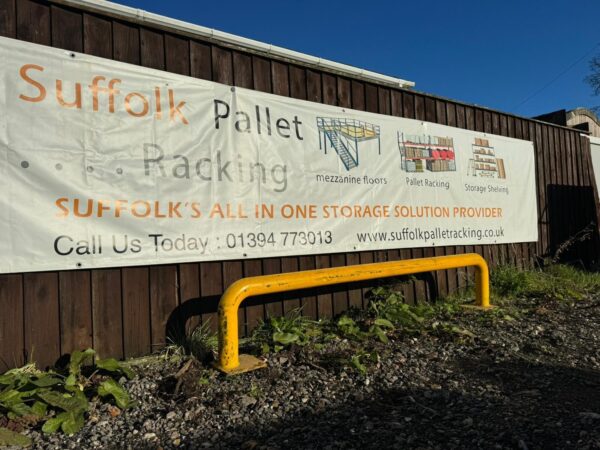 Suffolk Pallet
. . . . Racking
mezzanine floors
Pallet Racking
Storage Shelving
SUFFOLK'S ALL IN ONE STORAGE SOLUTION PROVIDER
Call Us Today : 01394 773013
www.suffolkpalletracking.co.uk